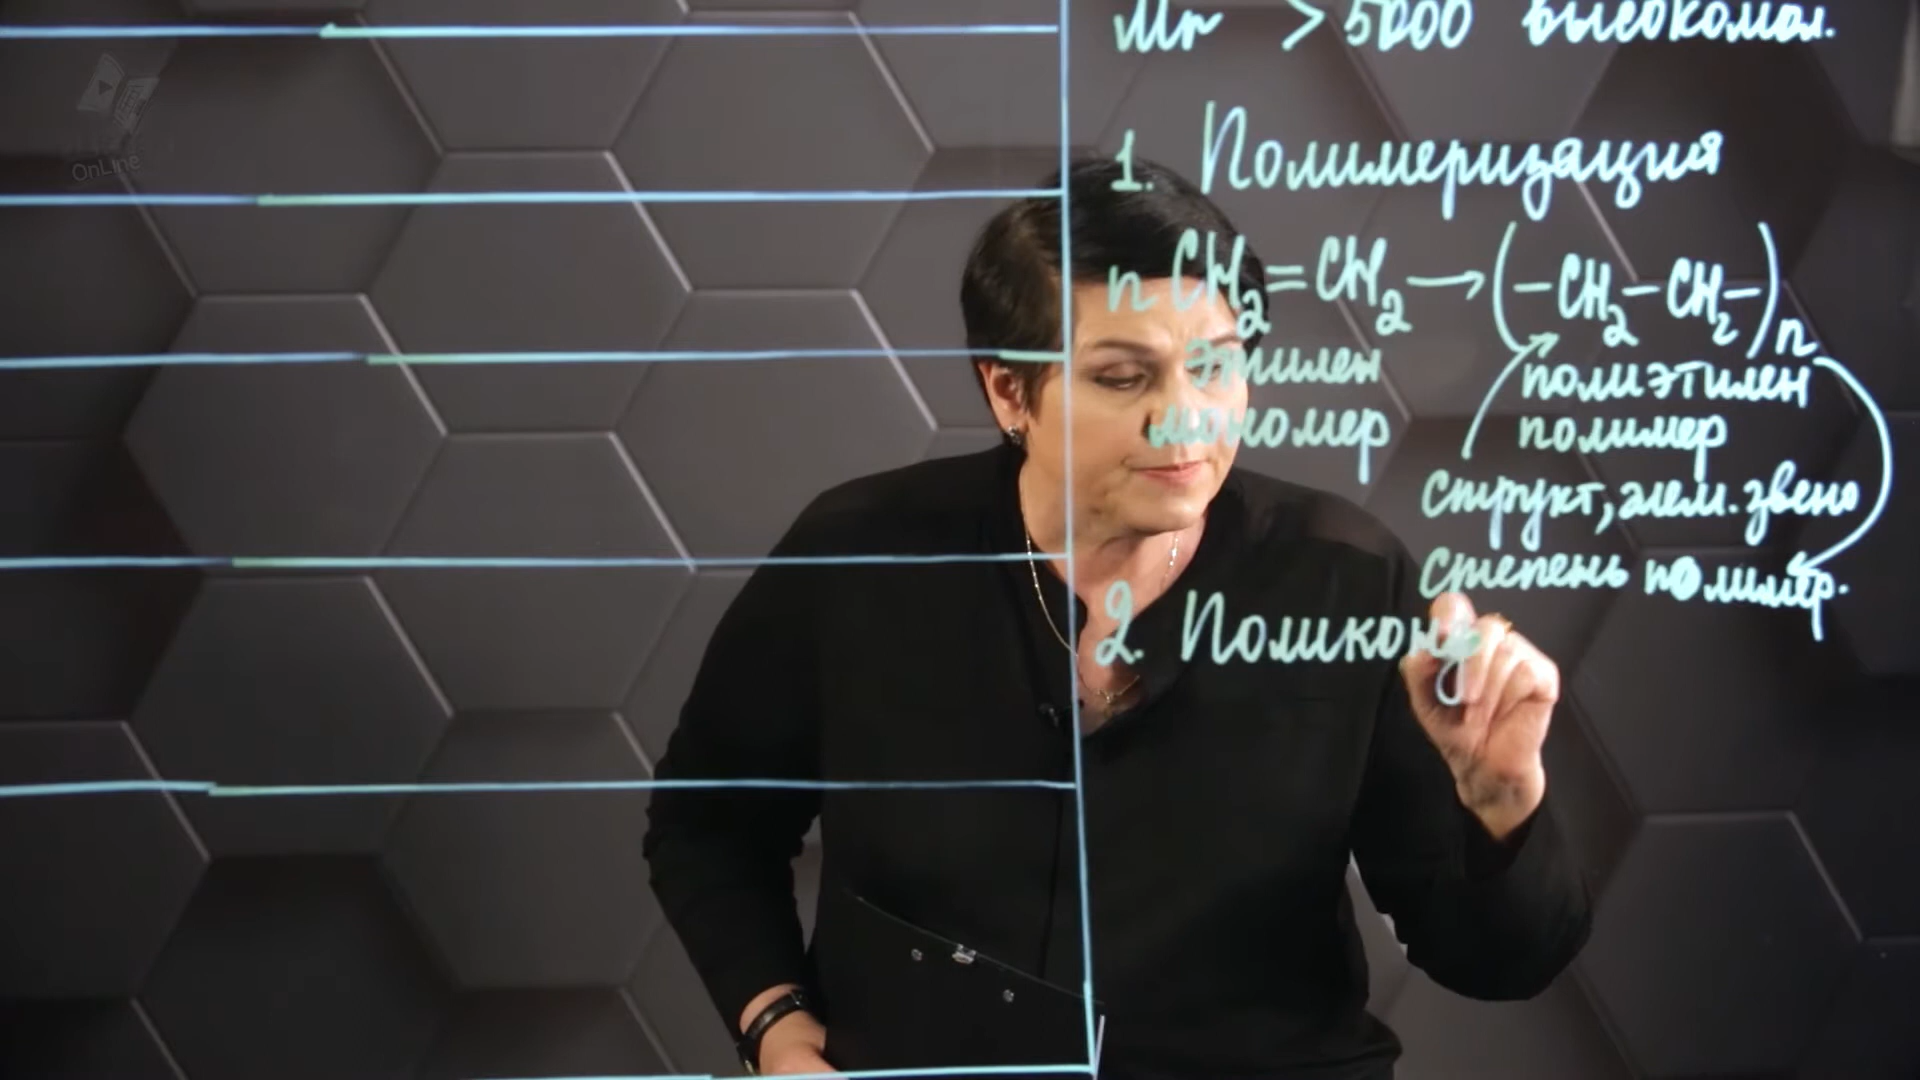 OnLine
Mr > 5000 высокомол.
1. Полимеризация
n CH2=CH2 → (-CH2-CH2-)n
этилен полиэтилен
мономер полимер
структ, элем. звено
степень полимер.
2. Поликонд